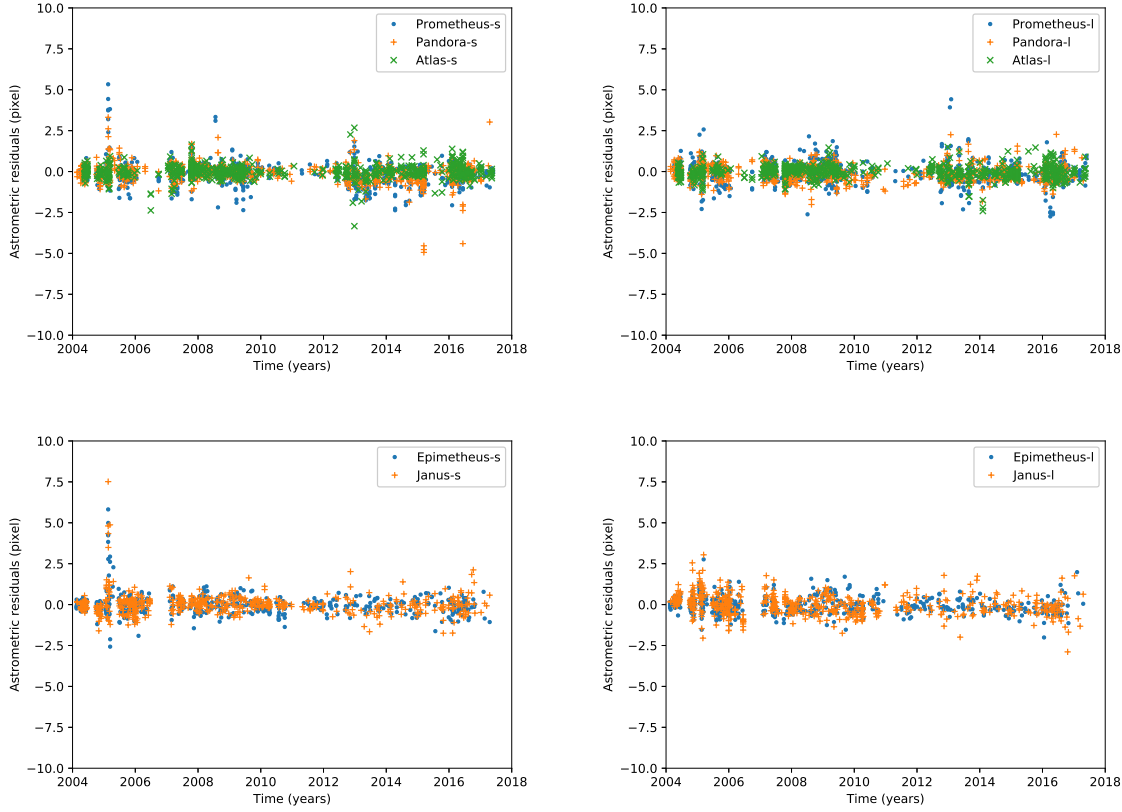 10.0
7.5
5.0
2.5
0.0
−2.5
−5.0
−7.5
−10.0
Astrometric residuals (pixel)
2004 2006 2008 2010 2012 2014 2016 2018
Time (years)
Prometheus-s
Pandora-s
Atlas-s
10.0
7.5
5.0
2.5
0.0
−2.5
−5.0
−7.5
−10.0
Astrometric residuals (pixel)
2004 2006 2008 2010 2012 2014 2016 2018
Time (years)
Prometheus-l
Pandora-l
Atlas-l
10.0
7.5
5.0
2.5
0.0
−2.5
−5.0
−7.5
−10.0
Astrometric residuals (pixel)
2004 2006 2008 2010 2012 2014 2016 2018
Time (years)
Epimetheus-s
Janus-s
10.0
7.5
5.0
2.5
0.0
−2.5
−5.0
−7.5
−10.0
Astrometric residuals (pixel)
2004 2006 2008 2010 2012 2014 2016 2018
Time (years)
Epimetheus-l
Janus-l